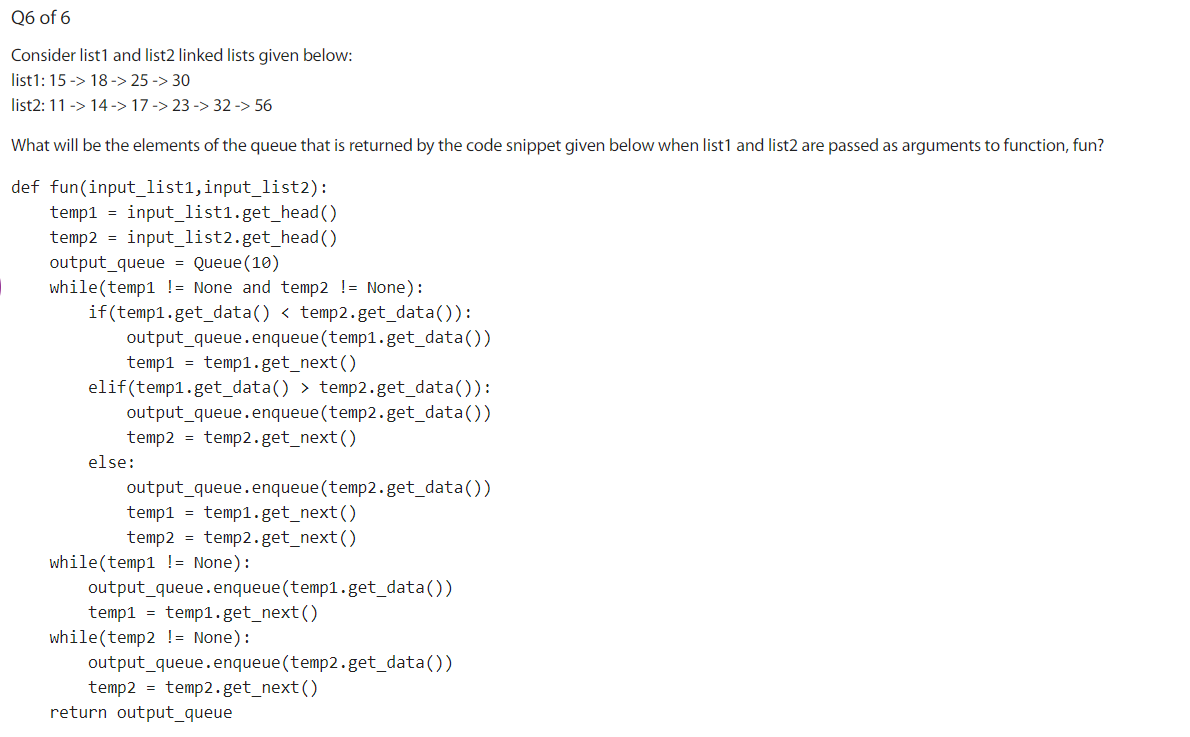 Q6 of 6
Consider list1 and list2 linked lists given below:
list1: 15 -> 18 -> 25 -> 30
list2: 11 -> 14 -> 17 -> 23 -> 32 -> 56
What will be the elements of the queue that is returned by the code snippet given below when list1 and list2 are passed as arguments to function, fun?
def fun(input_list1,input_list2):
    temp1 = input_list1.get_head()
    temp2 = input_list2.get_head()
    output_queue = Queue(10)
    while(temp1 != None and temp2 != None):
        if(temp1.get_data() < temp2.get_data()):
            output_queue.enqueue(temp1.get_data())
            temp1 = temp1.get_next()
        elif(temp1.get_data() > temp2.get_data()):
            output_queue.enqueue(temp2.get_data())
            temp2 = temp2.get_next()
        else:
            output_queue.enqueue(temp2.get_data())
            temp1 = temp1.get_next()
            temp2 = temp2.get_next()
    while(temp1 != None):
        output_queue.enqueue(temp1.get_data())
        temp1 = temp1.get_next()
    while(temp2 != None):
        output_queue.enqueue(temp2.get_data())
        temp2 = temp2.get_next()
    return output_queue